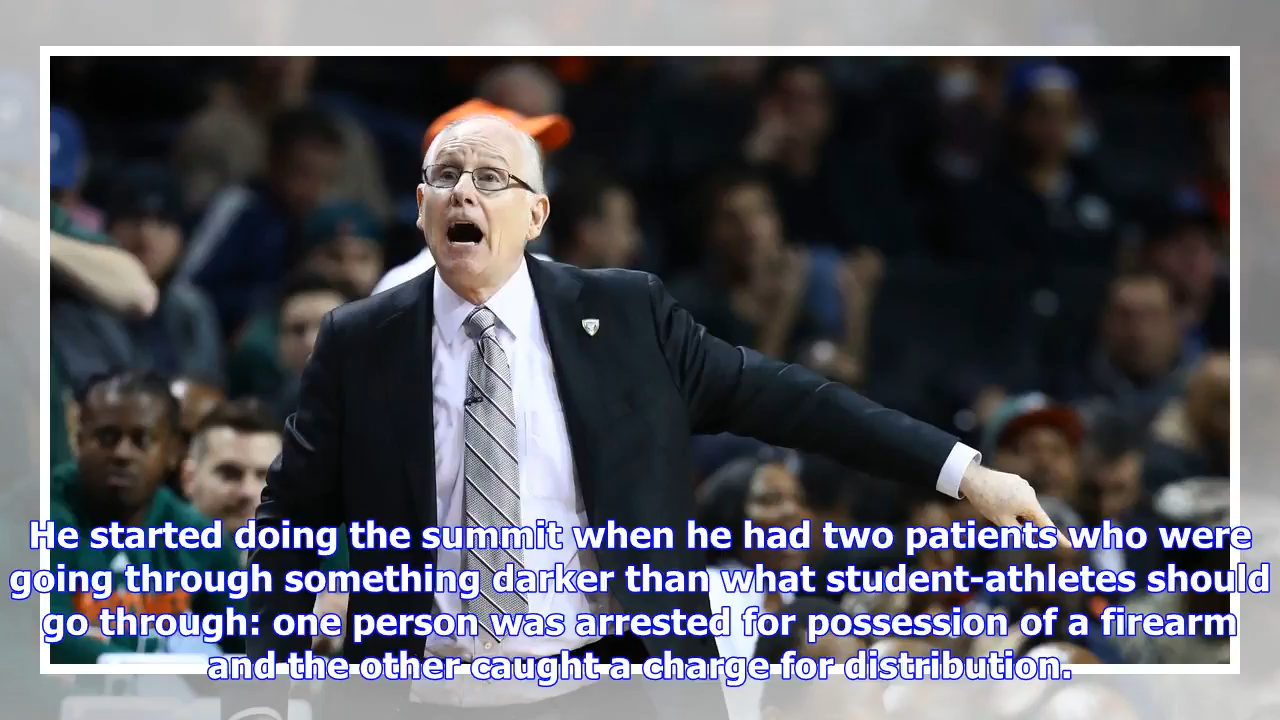 He started doing the summit when he had two patients who were
going through something darker than what student-athletes should
go through: one person was arrested for possession of a firearm
and the other caught a charge for distribution.